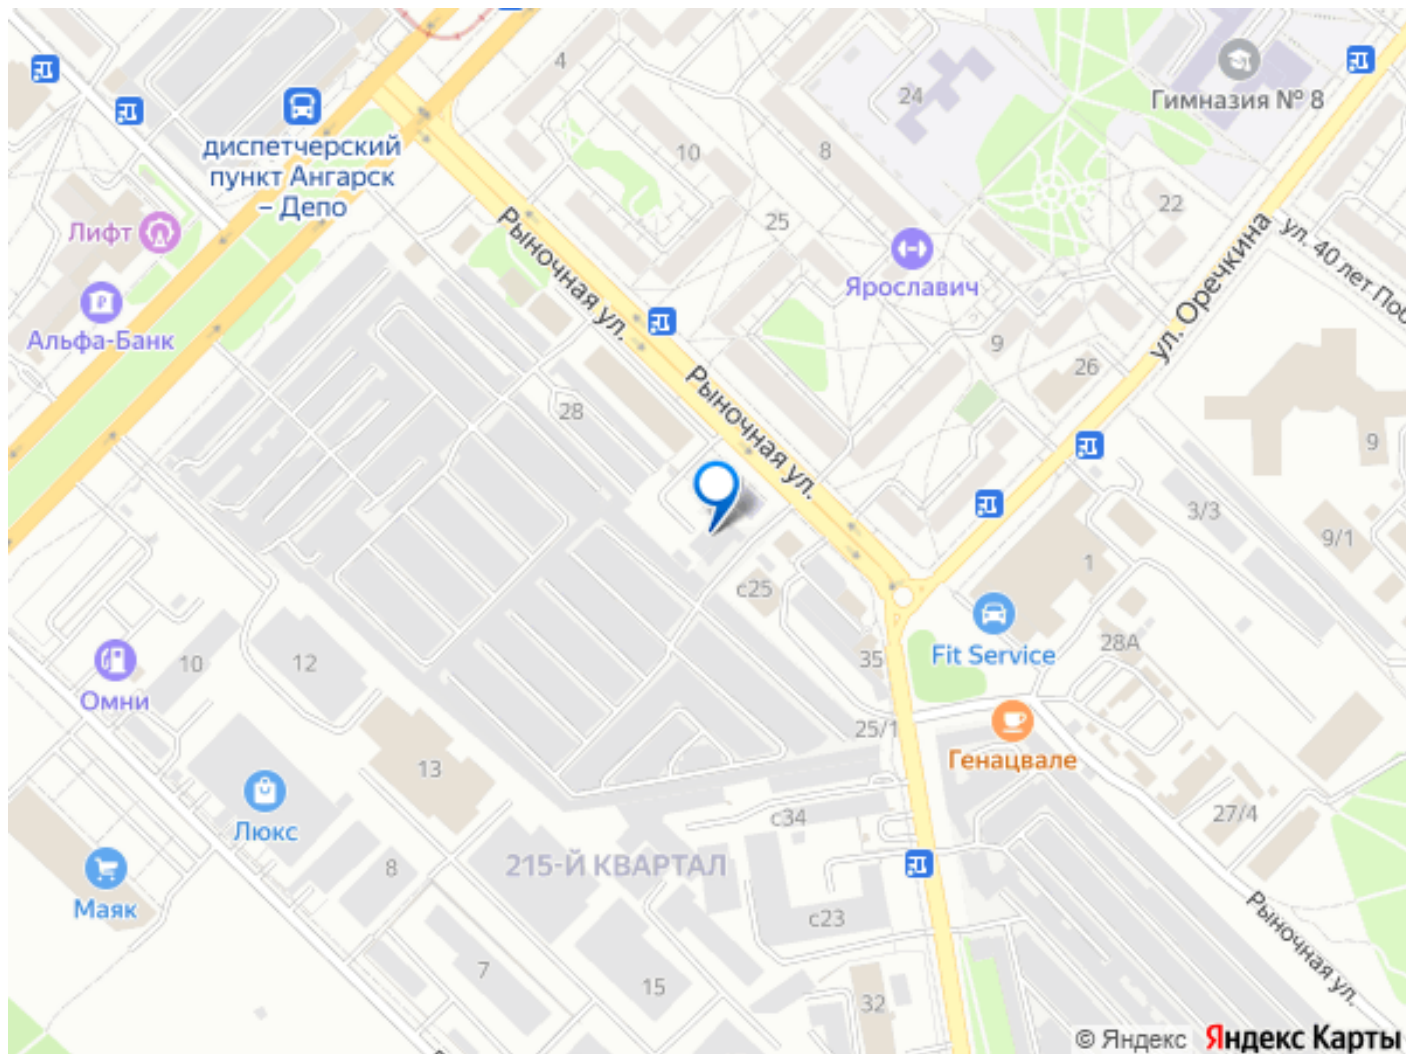 4
24
Гимназия № 8
диспетчерский
пункт Ангарск
– Депо
10
8
22
25
Лифт
Рыночная ул.
Ярославич
ул. Оречкина
ул. 40 лет Поб
Альфа-Банк
9
26
Рыночная ул.
28
9
3/3
9/1
1
с25
Fit Service
28А
35
Омни
10
12
25/1
Генацвале
13
Люкс
с34
27/4
8
215-Й КВАРТАЛ
Маяк
с23
Рыночная ул.
7
15
32
© Яндекс Яндекс Карты